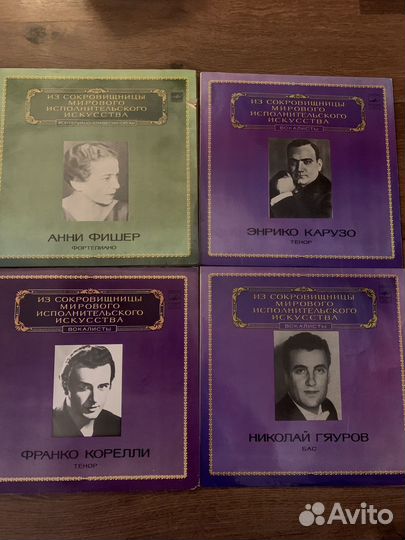 ИЗ СОКРОВИЩНИЦЫ
МИРОВОГО
ИСПОЛНИТЕЛЬСКОГО
ИСКУССТВА
АННИ ФИШЕР
ФОРТЕПИАНО
ИЗ СОКРОВИЩНИЦЫ
МИРОВОГО
ИСПОЛНИТЕЛЬСКОГО
ИСКУССТВА
ВОКАЛИСТЫ
ЭНРИКО КАРУЗО
ТЕНОР
ИЗ СОКРОВИЩНИЦЫ
МИРОВОГО
ИСПОЛНИТЕЛЬСКОГО
ИСКУССТВА
ВОКАЛИСТЫ
ФРАНКО КОРЕЛЛИ
ТЕНОР
ИЗ СОКРОВИЩНИЦЫ
МИРОВОГО
ИСПОЛНИТЕЛЬСКОГО
ИСКУССТВА
ВОКАЛИСТЫ
НИКОЛАЙ ГЯУРОВ
БАС
Avito